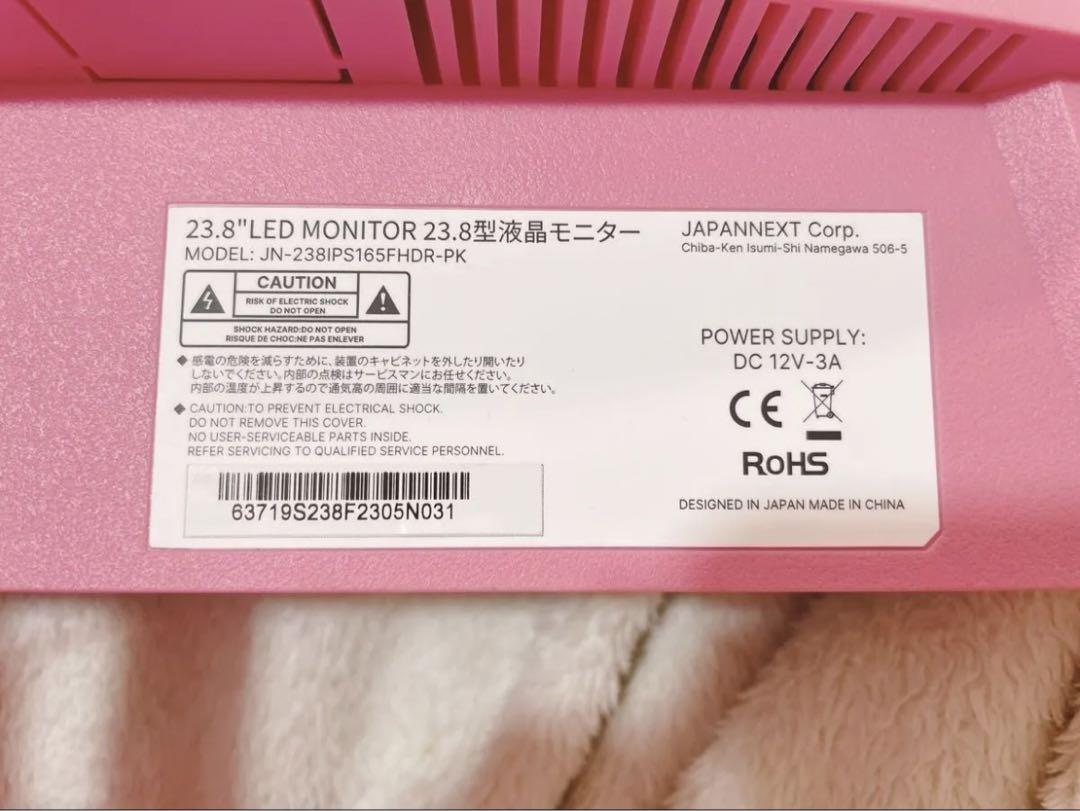 23.8"LED MONITOR 23.8型液晶モニター
MODEL: JN-238IPS165FHDR-PK
JAPANNEXT Corp.
Chiba-Ken Isumi-Shi Namegawa 506-5
CAUTION
RISK OF ELECTRIC SHOCK
DO NOT OPEN
SHOCK HAZARD:DO NOT OPEN
RISQUE DE CHOC:NE PAS ENLEVER
◆ 感電の危険を減らすために、装置のキャビネットを外したり開いたり
しないでください。内部の点検はサービスマンにお任せください。
内部の温度が上昇するので通気高の周囲に適当な間隔を置いてください。
◆ CAUTION:TO PREVENT ELECTRICAL SHOCK.
DO NOT REMOVE THIS COVER.
NO USER-SERVICEABLE PARTS INSIDE.
REFER SERVICING TO QUALIFIED SERVICE PERSONNEL.
63719S238F2305N031
POWER SUPPLY:
DC 12V-3A
CE
RoHS
DESIGNED IN JAPAN MADE IN CHINA